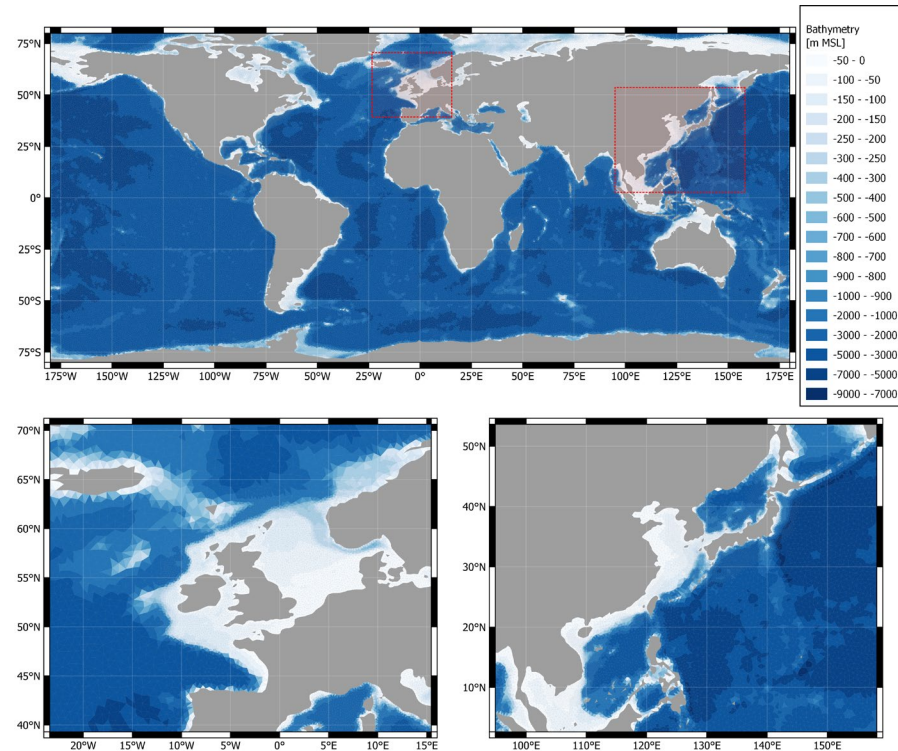 Bathymetry
[m MSL]
-50 - 0
-100 - -50
-150 - -100
-200 - -150
-250 - -200
-300 - -250
-400 - -300
-500 - -400
-600 - -500
-700 - -600
-800 - -700
-900 - -800
-1000 - -900
-2000 - -1000
-3000 - -2000
-5000 - -3000
-7000 - -5000
-9000 - -7000
75°N
50°N
25°N
0°
25°S
50°S
75°S
175°W 150°W 125°W 100°W 75°W 50°W 25°W 0° 25°E 50°E 75°E 100°E 125°E 150°E 175°E
70°N
65°N
60°N
55°N
50°N
45°N
40°N
20°W 15°W 10°W 5°W 0° 5°E 10°E 15°E
50°N
40°N
30°N
20°N
10°N
100°E 110°E 120°E 130°E 140°E 150°E